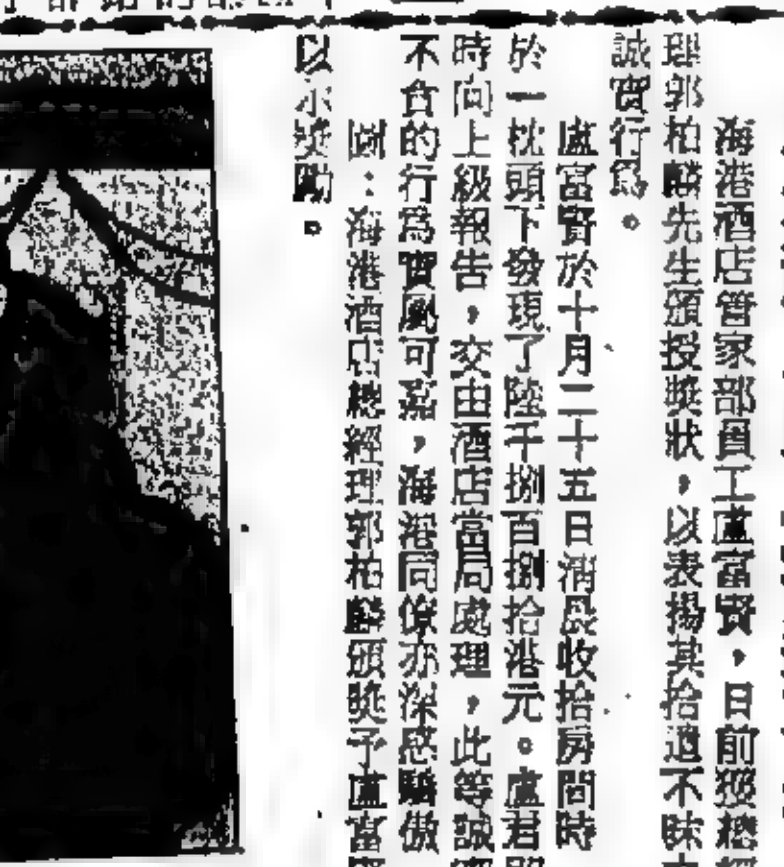 海港酒店管家部員工盧富賢，日前獲總
理郭柏麟先生頒授獎狀，以表揚其拾遺不昧
誠實行為。
盧富賢於十月二十五日清晨收拾房間時
於一枕頭下發現了陸千捌百捌拾港元。盧君
時向上級報告，交由酒店當局處理，此等誠
不貪的行為實風可嘉，海港同僚亦深感驕傲
圖：海港酒店總經理郭柏麟頒獎予盧富
以示獎勵。